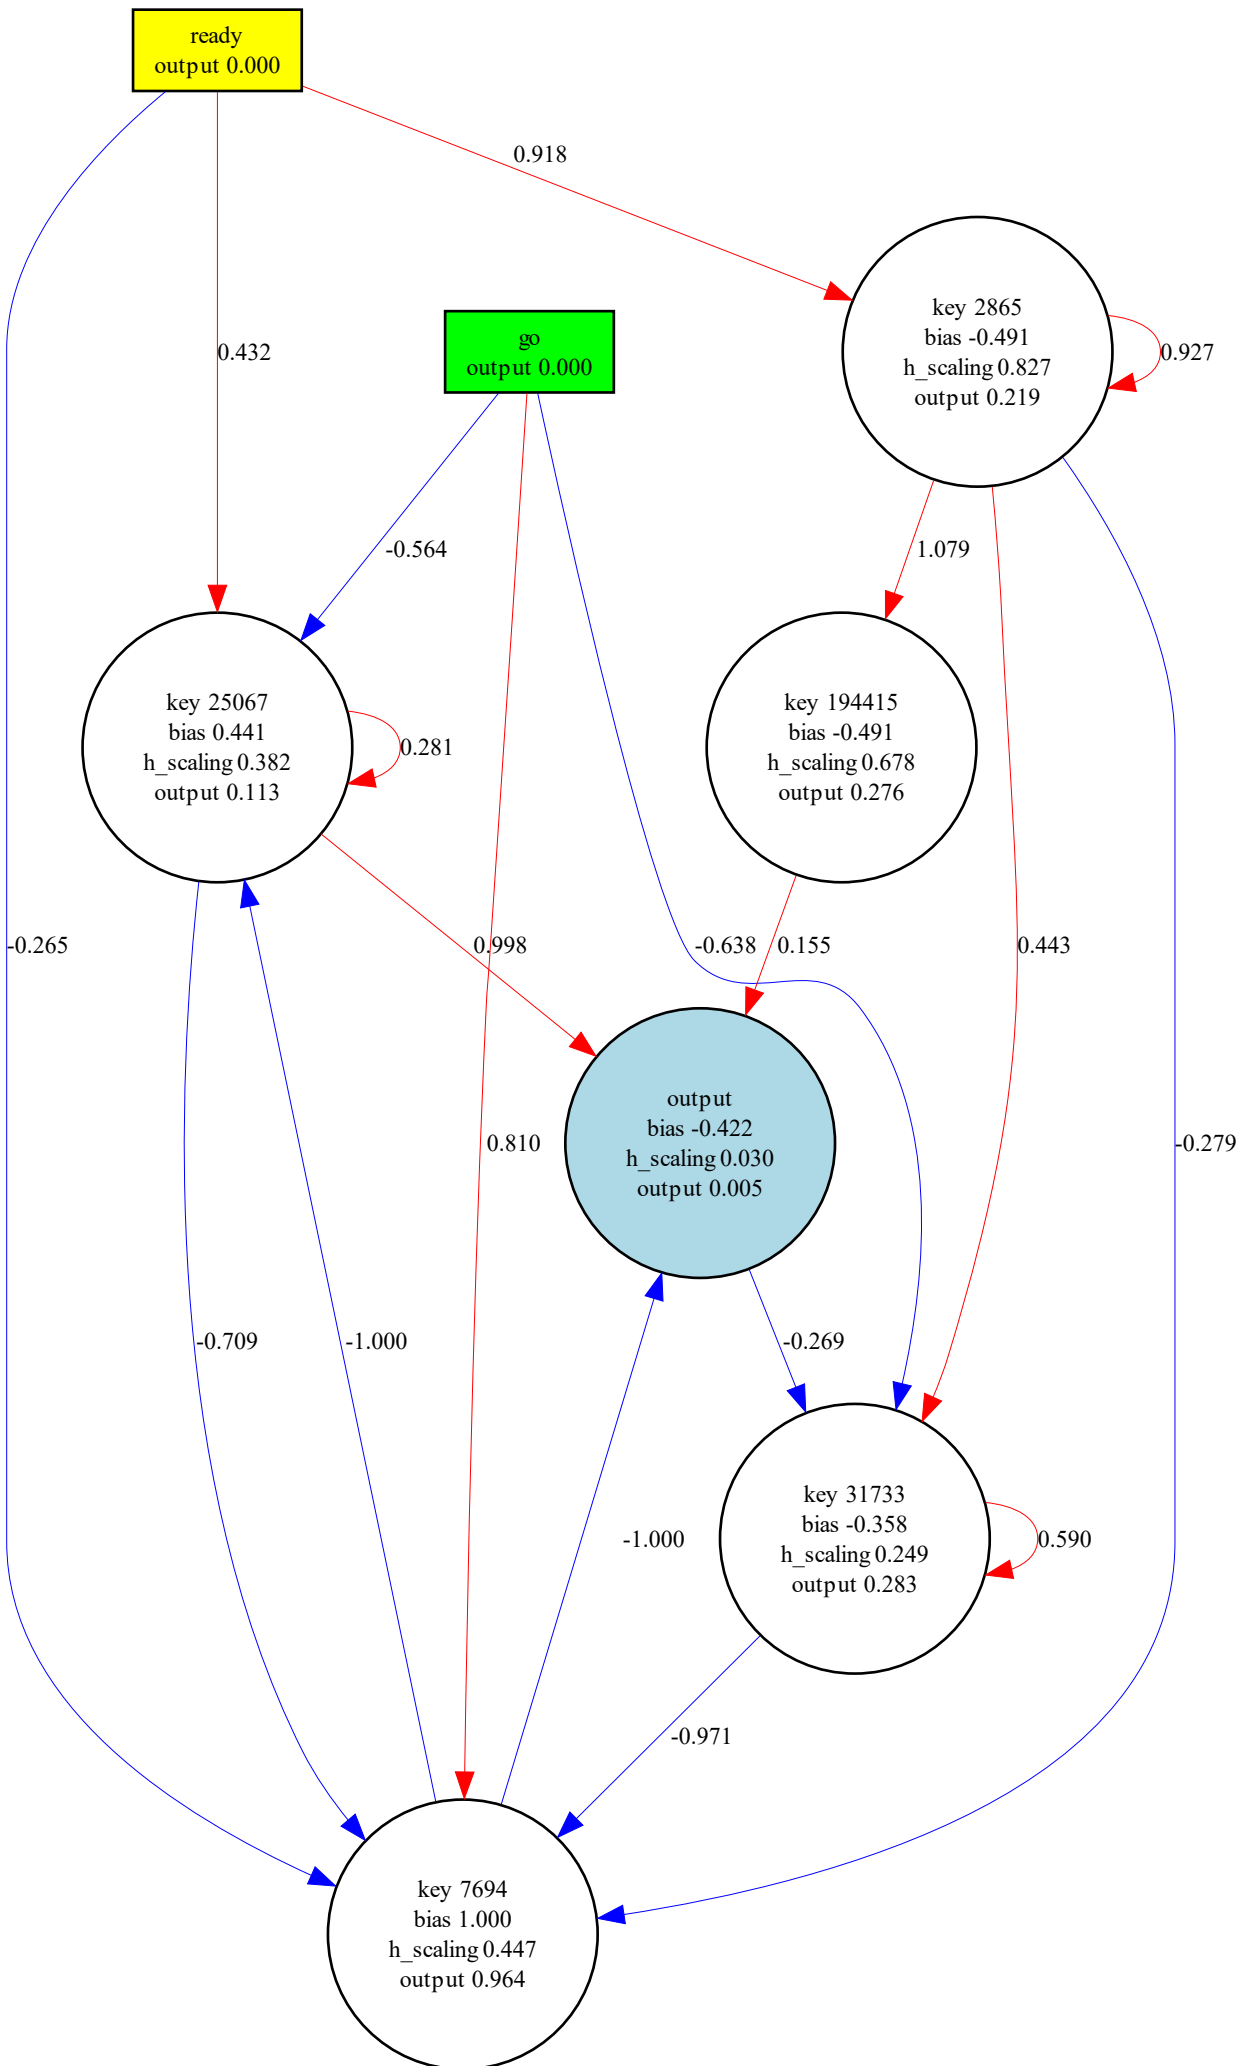 ready
output 0.000
0.918
key 2865
bias -0.491
h_scaling 0.827
output 0.219
0.927
go
output 0.000
0.432
-0.564
1.079
key 25067
bias 0.441
h_scaling 0.382
output 0.113
0.281
key 194415
bias -0.491
h_scaling 0.678
output 0.276
-0.265
0.998
-0.638
0.155
0.443
output
bias -0.422
h_scaling 0.030
output 0.005
0.810
-0.279
-0.709
-1.000
-0.269
-1.000
key 31733
bias -0.358
h_scaling 0.249
output 0.283
0.590
-0.971
key 7694
bias 1.000
h_scaling 0.447
output 0.964